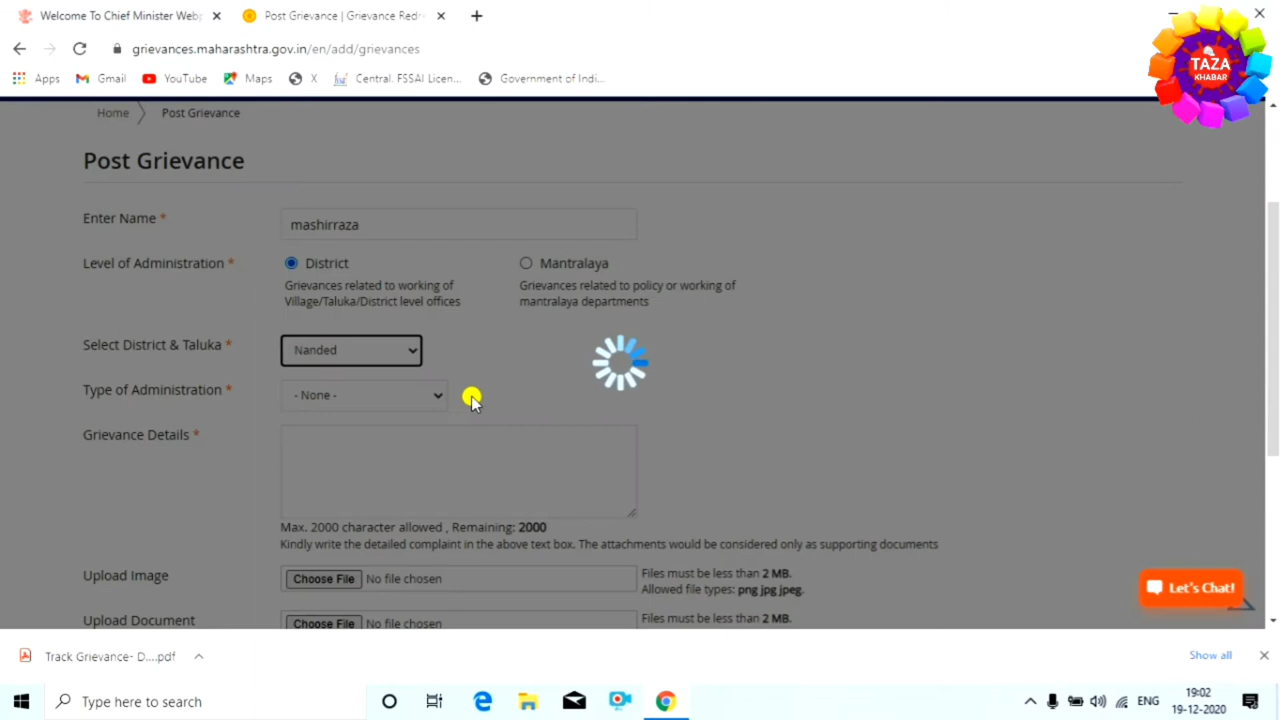 Welcome To Chief Minister Webp
Post Grievance | Grievance Redr
grievances.maharashtra.gov.in/en/add/grievances
Apps Gmail YouTube Maps X Central. FSSAI Licen... Government of Indi...
TAZA
KHABAR
Home Post Grievance
Post Grievance
Enter Name * mashirraza
Level of Administration * District Mantralaya
Grievances related to working of
Village/Taluka/District level offices
Grievances related to policy or working of
mantralaya departments
Select District & Taluka * Nanded
Type of Administration * - None -
Grievance Details *
Max. 2000 character allowed , Remaining: 2000
Kindly write the detailed complaint in the above text box. The attachments would be considered only as supporting documents
Upload Image Choose File No file chosen Files must be less than 2 MB.
Allowed file types: png jpg jpeg.
Let's Chat!
Upload Document Choose File No file chosen Files must be less than 2 MB.
Track Grievance- D....pdf Show all
Type here to search ENG 19:02
19-12-2020